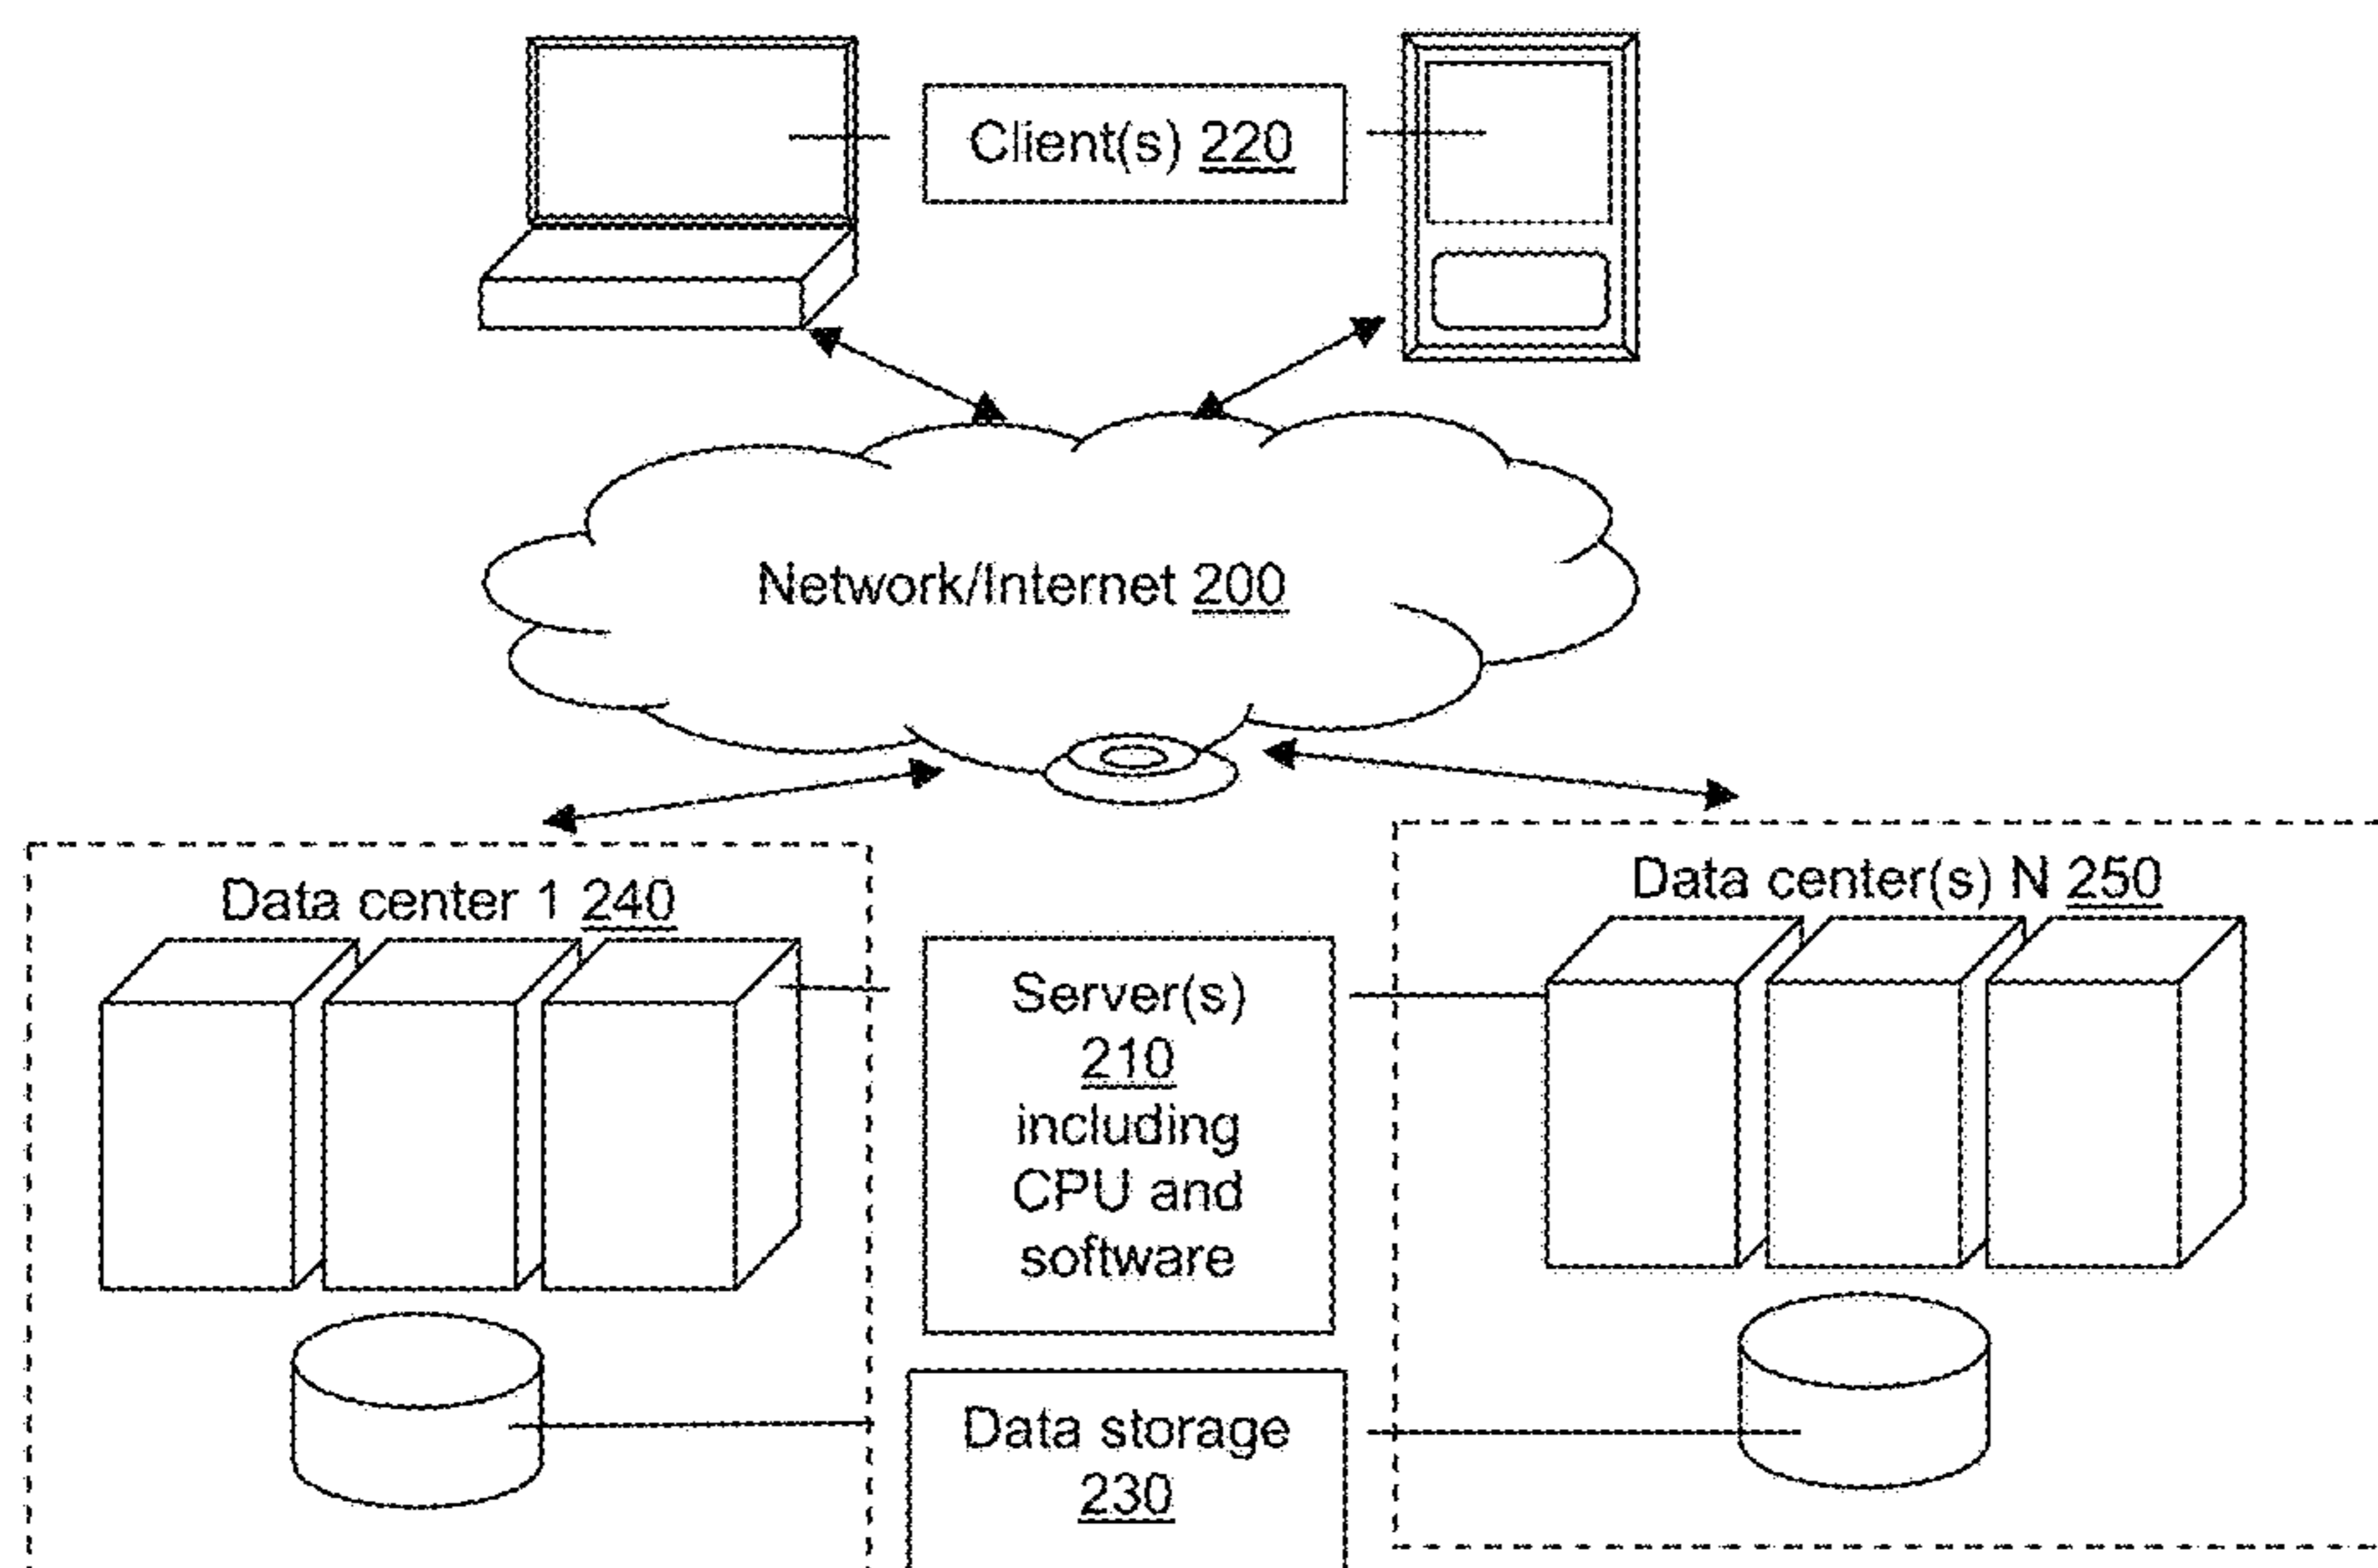 Client(s) 220
Network/Internet 200
Data center 1 240
Data center(s) N 250
Server(s)
210
including
CPU and
software
Data storage
230